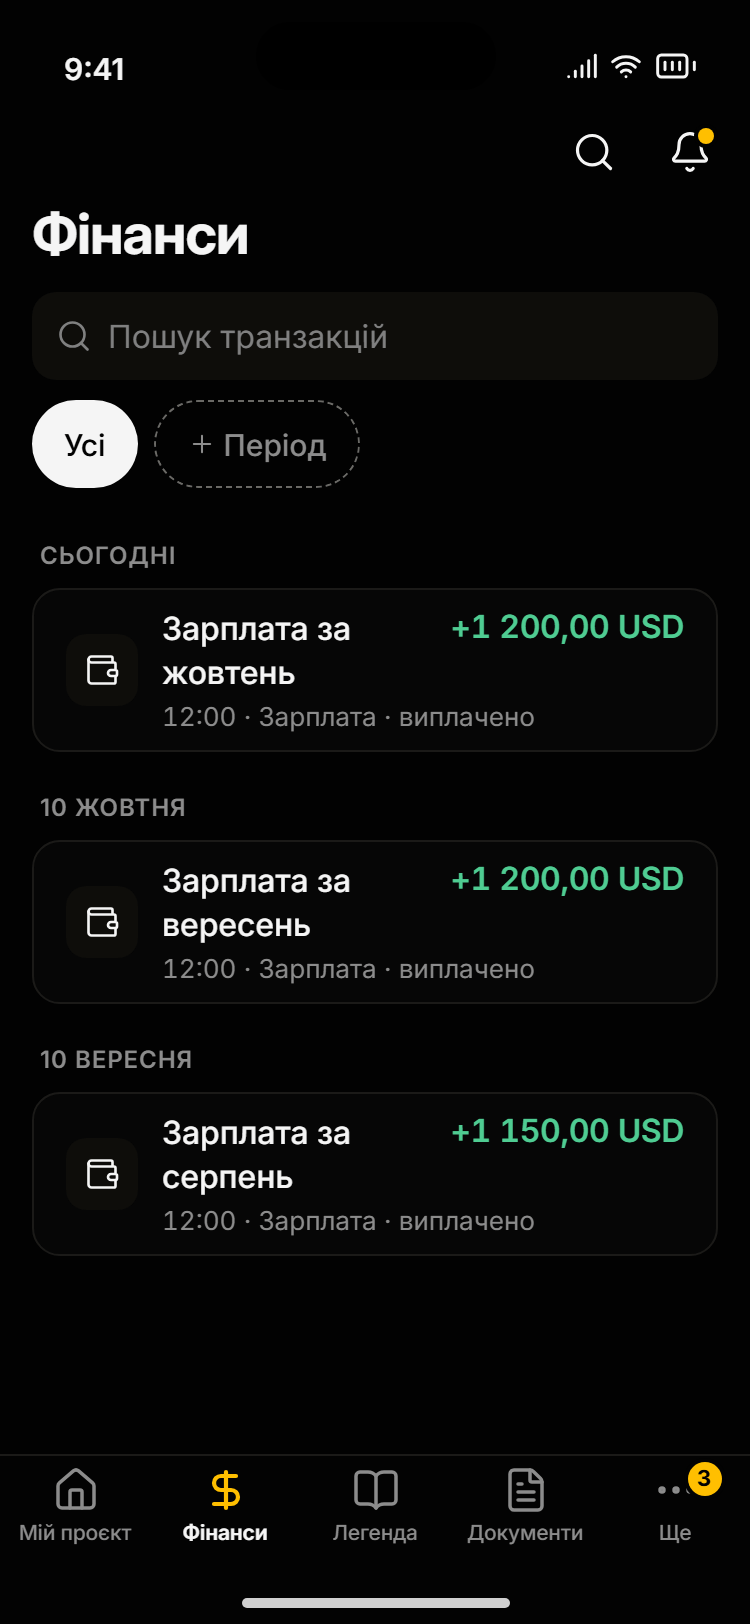 9:41
Фінанси
Пошук транзакцій
Усі
+ Період
СЬОГОДНІ
Зарплата за жовтень
+1 200,00 USD
12:00 · Зарплата · виплачено
10 ЖОВТНЯ
Зарплата за вересень
+1 200,00 USD
12:00 · Зарплата · виплачено
10 ВЕРЕСНЯ
Зарплата за серпень
+1 150,00 USD
12:00 · Зарплата · виплачено
3
Мій проєкт
Фінанси
Легенда
Документи
Ще